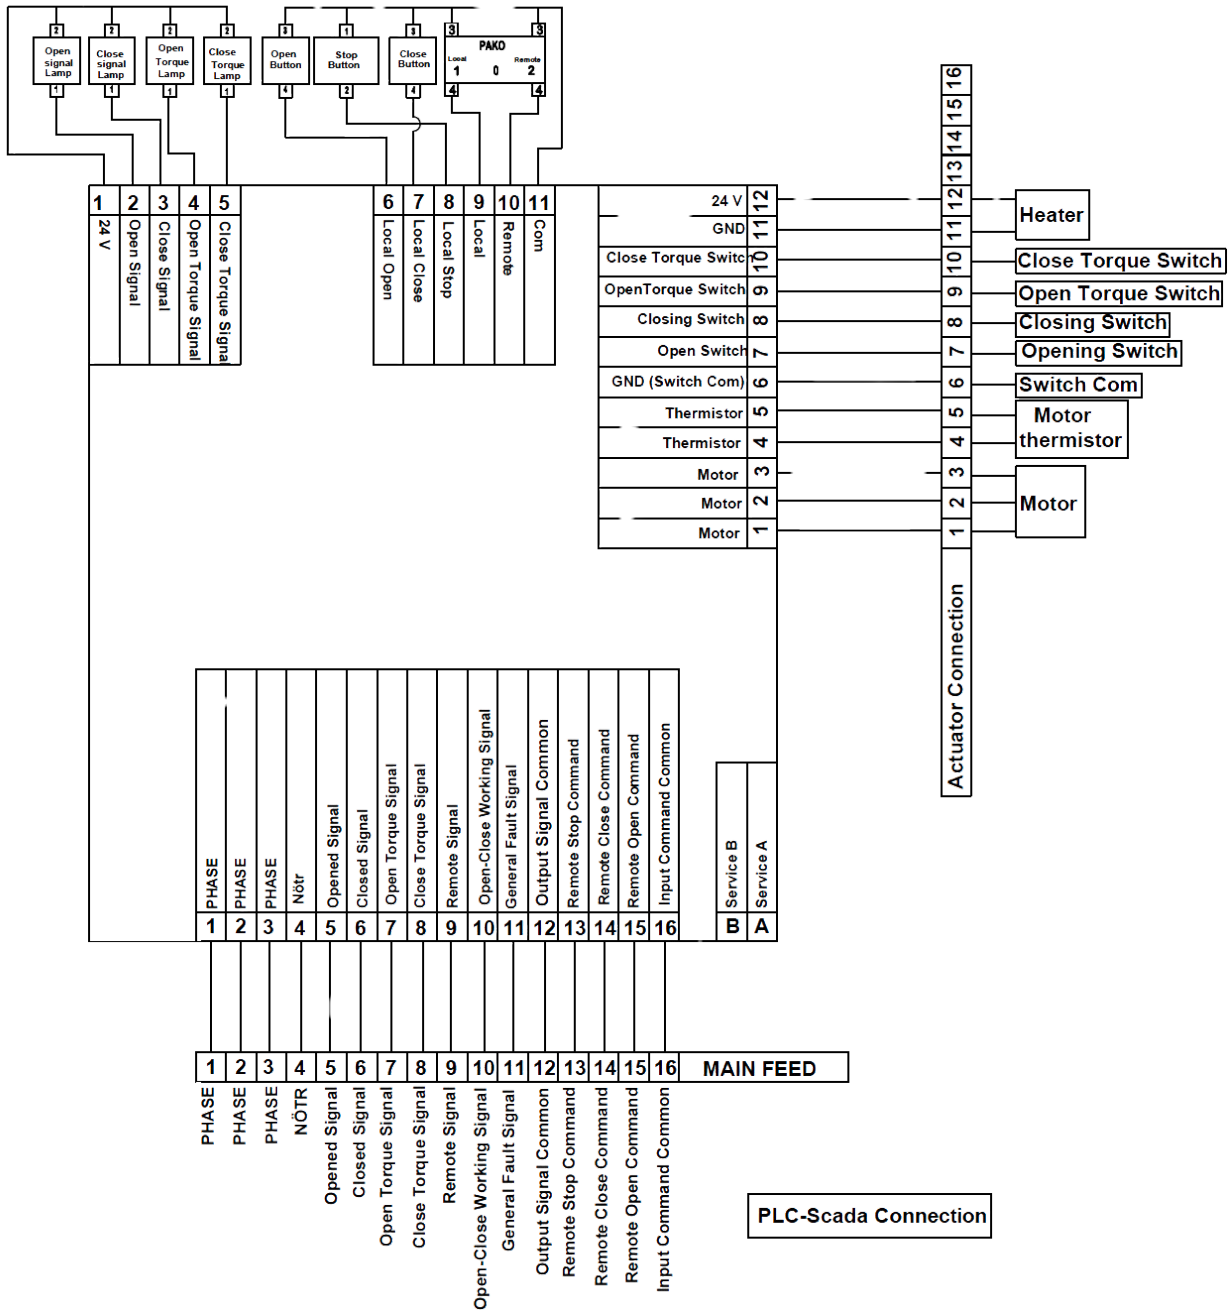 2 2 2 2 3 1 3 3 3
Open
signal
Lamp
Close
signal
Lamp
Open
Torque
Lamp
Close
Torque
Lamp
Open
Button
Stop
Button
Close
Button
PAKO
Local Remote
1 0 2
1 1 1 1 4 2 4 4 4
1 2 3 4 5
24 V
Open Signal
Close Signal
Open Torque Signal
Close Torque Signal
6 7 8 9 10 11
Local Open
Local Close
Local Stop
Local
Remote
Com
24 V 12
GND 11
Close Torque Switch 10
OpenTorque Switch 9
Closing Switch 8
Open Switch 7
GND (Switch Com) 6
Thermistor 5
Thermistor 4
Motor 3
Motor 2
Motor 1
16
15
14
13
12
11
10
9
8
7
6
5
4
3
2
1
Actuator Connection
Heater
Close Torque Switch
Open Torque Switch
Closing Switch
Opening Switch
Switch Com
Motor
thermistor
Motor
PHASE
PHASE
PHASE
Nötr
Opened Signal
Closed Signal
Open Torque Signal
Close Torque Signal
Remote Signal
Open-Close Working Signal
General Fault Signal
Output Signal Common
Remote Stop Command
Remote Close Command
Remote Open Command
Input Command Common
1 2 3 4 5 6 7 8 9 10 11 12 13 14 15 16
Service B
Service A
B A
1 2 3 4 5 6 7 8 9 10 11 12 13 14 15 16 MAIN FEED
PHASE
PHASE
PHASE
NÖTR
Opened Signal
Closed Signal
Open Torque Signal
Close Torque Signal
Remote Signal
Open-Close Working Signal
General Fault Signal
Output Signal Common
Remote Stop Command
Remote Close Command
Remote Open Command
Input Command Common
PLC-Scada Connection